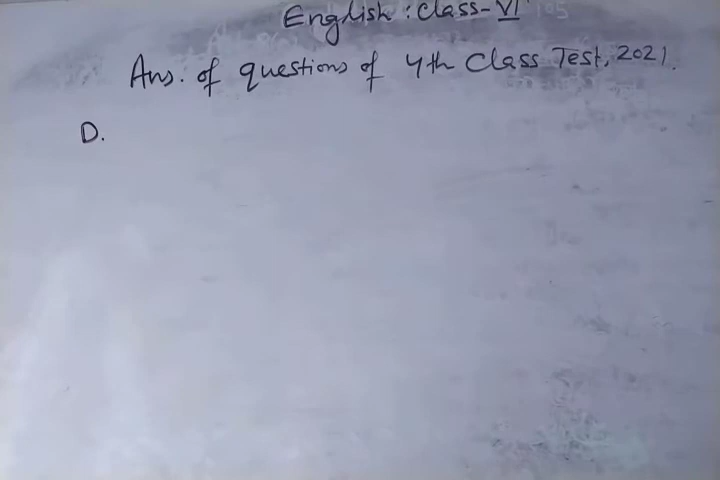 English : Class - VI
Ans. of questions of 4th Class Test, 2021.
D.